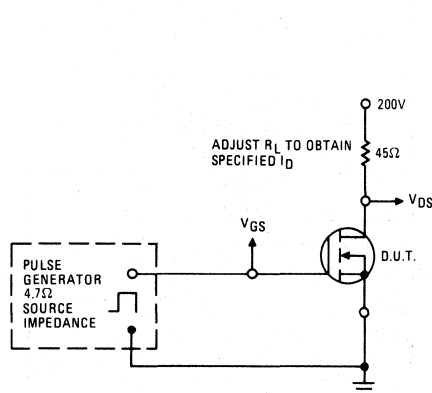 200V
ADJUST RL TO OBTAIN
SPECIFIED ID
45Ω
VDS
VGS
D.U.T.
PULSE
GENERATOR
4.7Ω
SOURCE
IMPEDANCE